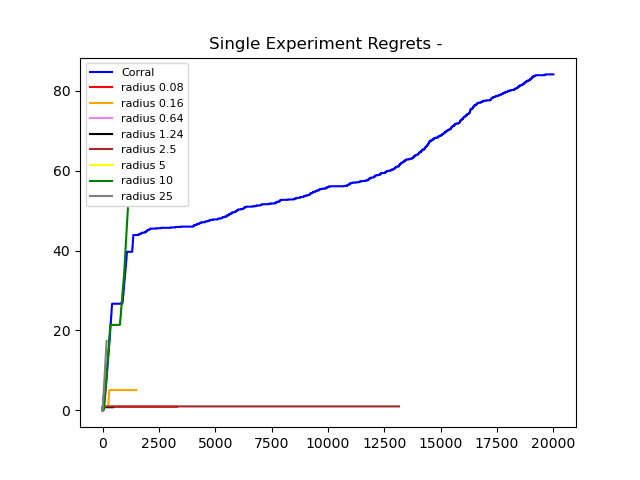 Single Experiment Regrets -
Corral
radius 0.08
radius 0.16
radius 0.64
radius 1.24
radius 2.5
radius 5
radius 10
radius 25
80
60
40
20
0
0 2500 5000 7500 10000 12500 15000 17500 20000